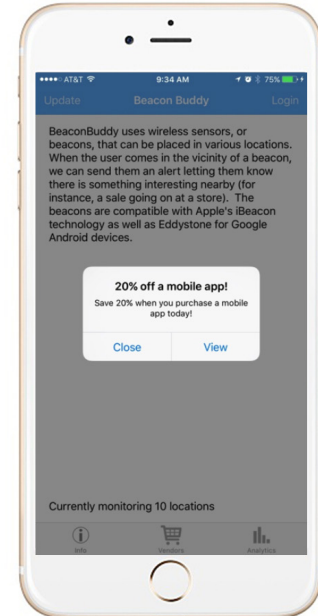 AT&T 9:34 AM 75%
Update Beacon Buddy Login
BeaconBuddy uses wireless sensors, or
beacons, that can be placed in various locations.
When the user comes in the vicinity of a beacon,
we can send them an alert letting them know
there is something interesting nearby (for
instance, a sale going on at a store). The
beacons are compatible with Apple's iBeacon
technology as well as Eddystone for Google
Android devices.
20% off a mobile app!
Save 20% when you purchase a mobile
app today!
Close View
Currently monitoring 10 locations
Info Vendors Analytics